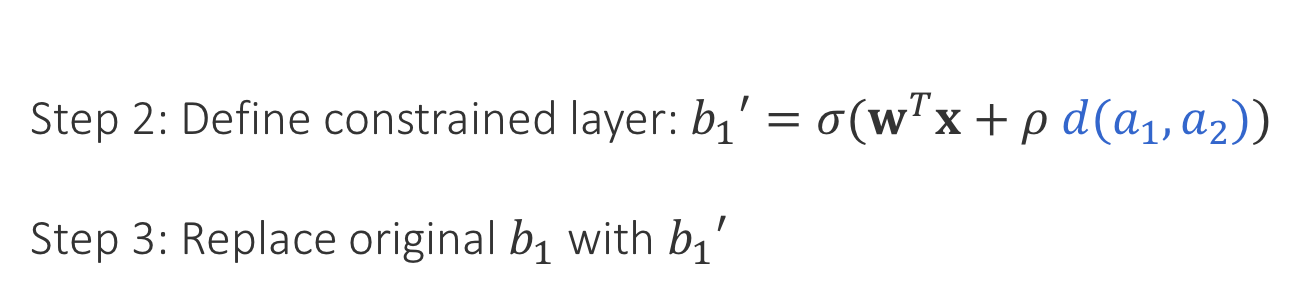 Step 2: Define constrained layer: b₁′ = σ(𝐰ᵀ𝐱 + ρ d(a₁, a₂))
Step 3: Replace original b₁ with b₁′